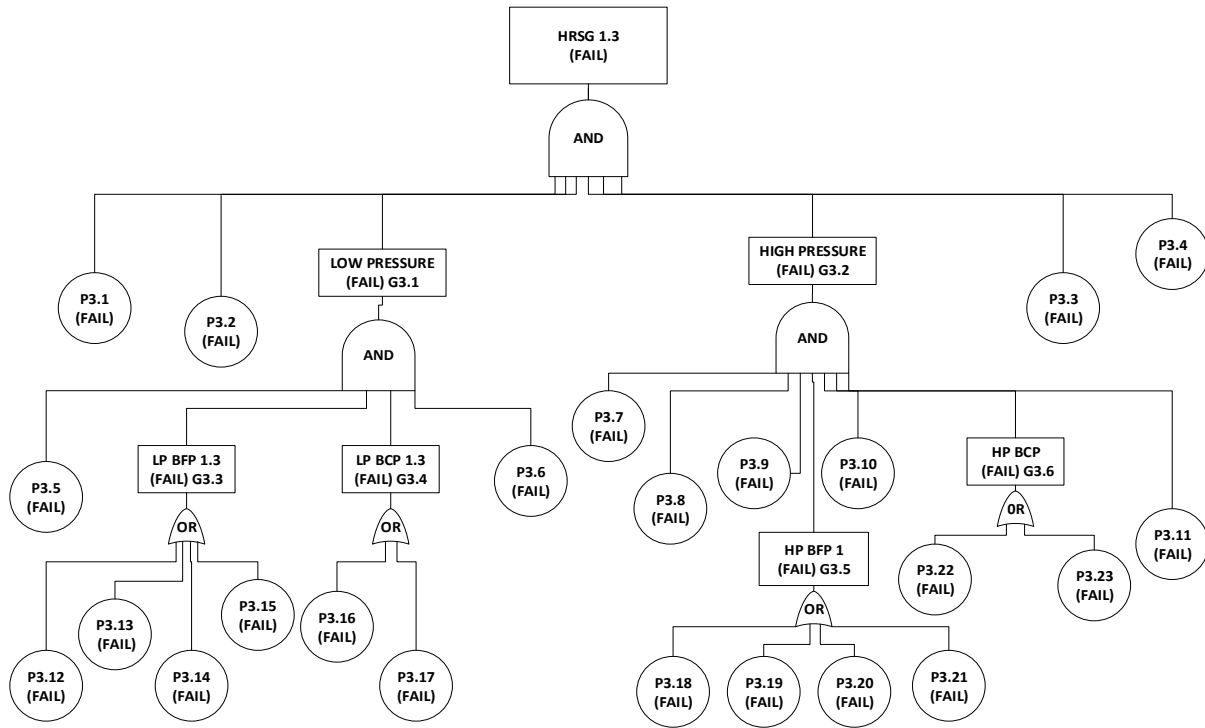 HRSG 1.3
(FAIL)
AND
LOW PRESSURE
(FAIL) G3.1
HIGH PRESSURE
(FAIL) G3.2
P3.4
(FAIL)
P3.1
(FAIL)
P3.2
(FAIL)
P3.3
(FAIL)
AND
AND
P3.7
(FAIL)
P3.5
(FAIL)
LP BFP 1.3
(FAIL) G3.3
LP BCP 1.3
(FAIL) G3.4
P3.6
(FAIL)
P3.8
(FAIL)
P3.9
(FAIL)
P3.10
(FAIL)
HP BCP
(FAIL) G3.6
P3.11
(FAIL)
OR
OR
0R
HP BFP 1
(FAIL) G3.5
P3.22
(FAIL)
P3.23
(FAIL)
P3.12
(FAIL)
P3.13
(FAIL)
P3.14
(FAIL)
P3.15
(FAIL)
P3.16
(FAIL)
P3.17
(FAIL)
OR
P3.18
(FAIL)
P3.19
(FAIL)
P3.20
(FAIL)
P3.21
(FAIL)